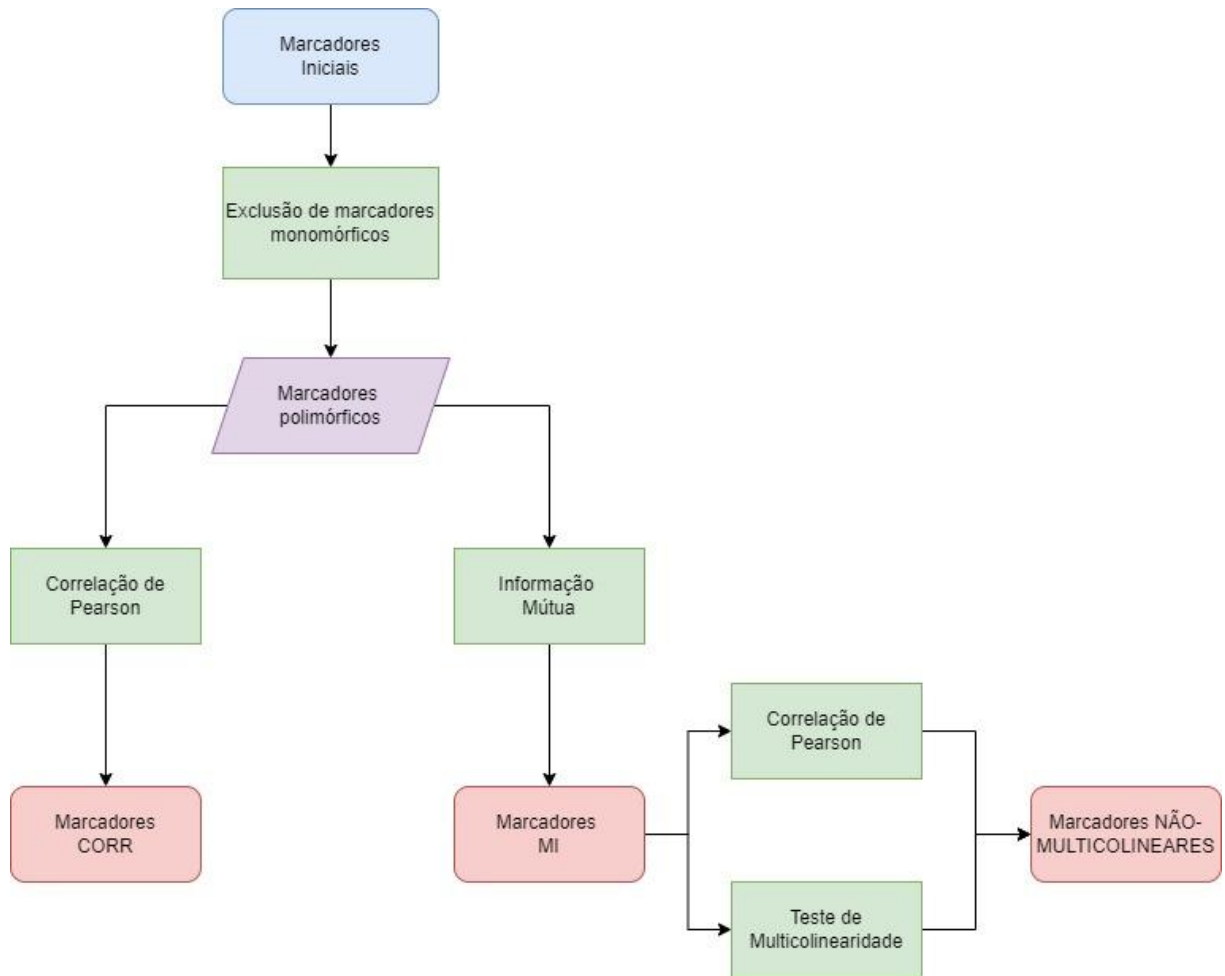 Marcadores
Iniciais
Exclusão de marcadores
monomórficos
Marcadores
polimórficos
Correlação de
Pearson
Informação
Mútua
Correlação de
Pearson
Marcadores
CORR
Marcadores
MI
Marcadores NÃO-
MULTICOLINEARES
Teste de
Multicolinearidade